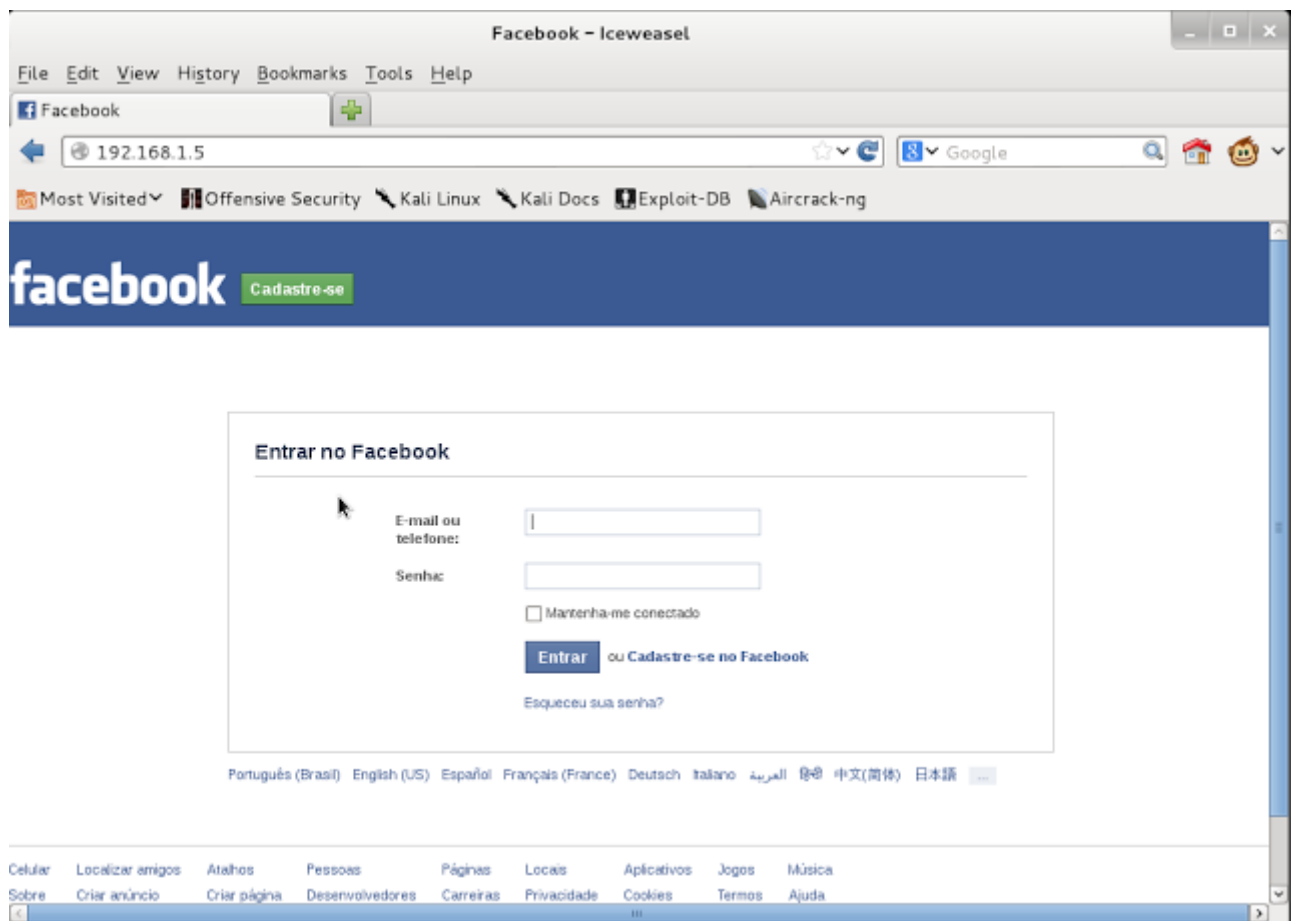 Facebook – Iceweasel
File Edit View History Bookmarks Tools Help
Facebook
192.168.1.5
Google
Most Visited Offensive Security Kali Linux Kali Docs Exploit-DB Aircrack-ng
facebook Cadastre-se
Entrar no Facebook
E-mail ou
telefone:
Senha:
Mantenha-me conectado
Entrar ou Cadastre-se no Facebook
Esqueceu sua senha?
Português (Brasil) English (US) Español Français (France) Deutsch Italiano العربية हिन्दी 中文(简体) 日本語 ...
Celular Localizar amigos Atalhos Pessoas Páginas Locais Aplicativos Jogos Música
Sobre Criar anúncio Criar página Desenvolvedores Carreiras Privacidade Cookies Termos Ajuda